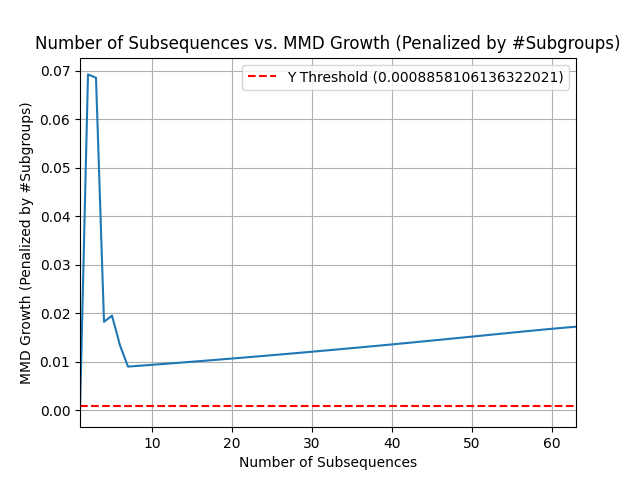 Number of Subsequences vs. MMD Growth (Penalized by #Subgroups)
Y Threshold (0.0008858106136322021)
MMD Growth (Penalized by #Subgroups)
0.07
0.06
0.05
0.04
0.03
0.02
0.01
0.00
10 20 30 40 50 60
Number of Subsequences